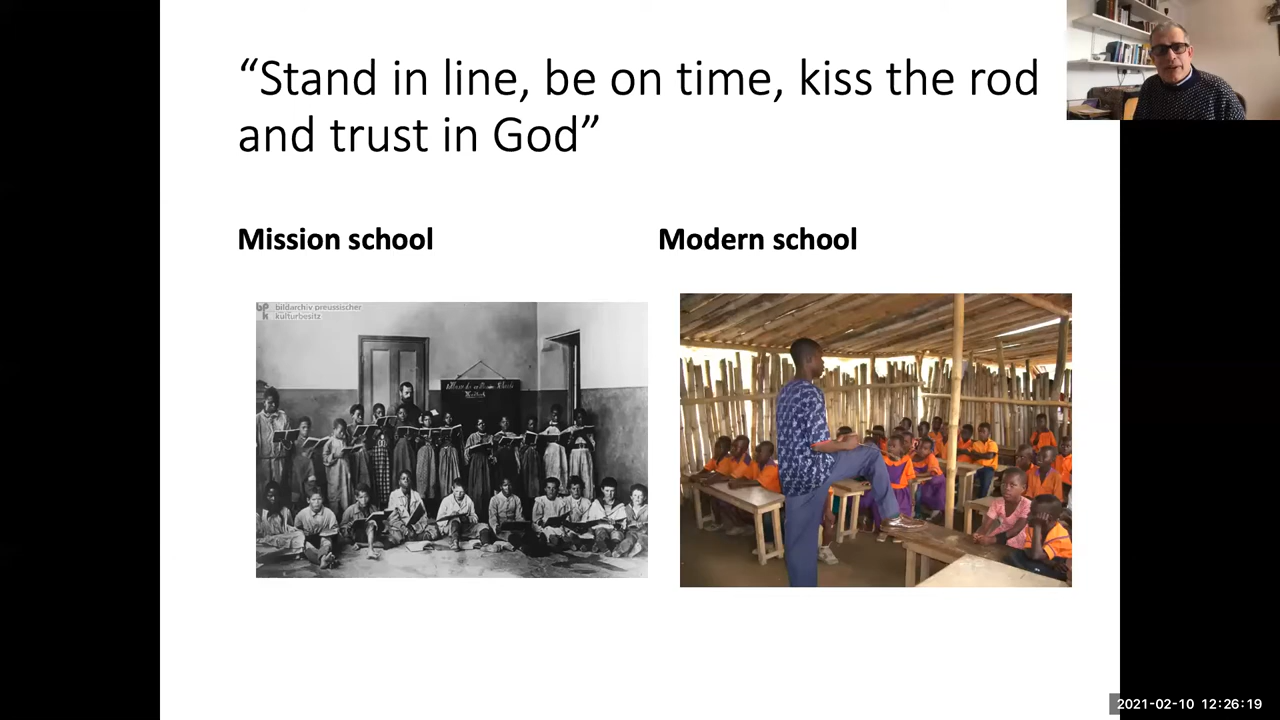 “Stand in line, be on time, kiss the rod
and trust in God”
Mission school
Modern school
bpk
bildarchiv preussischer
kulturbesitz
2021-02-10 12:26:19